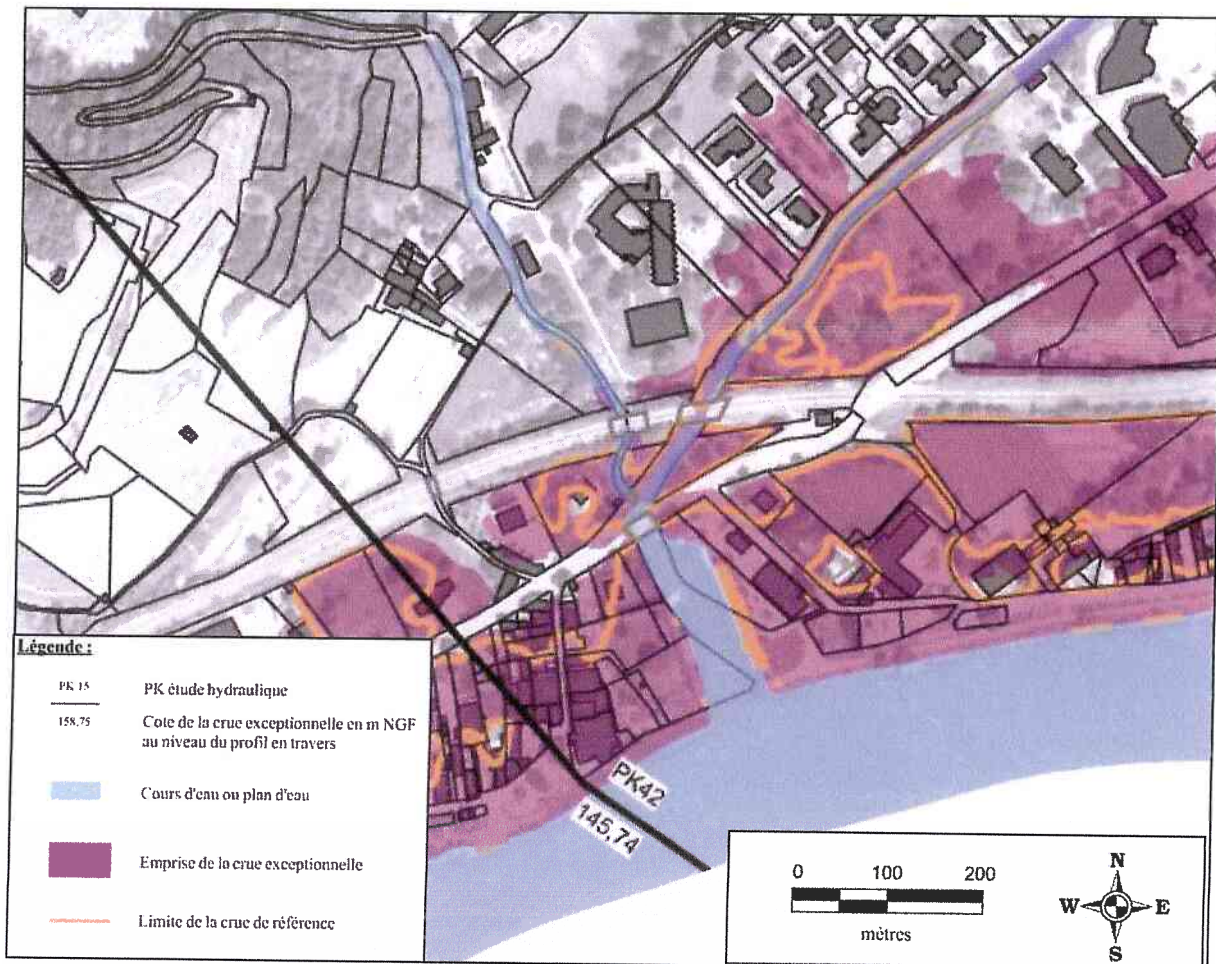 PK42
145,74
Légende :
PK 15
PK étude hydraulique
158,75
Cote de la crue exceptionnelle en m NGF
au niveau du profil en travers
Cours d'eau ou plan d'eau
Emprise de la crue exceptionnelle
Limite de la crue de référence
0 100 200
mètres
N
W E
S